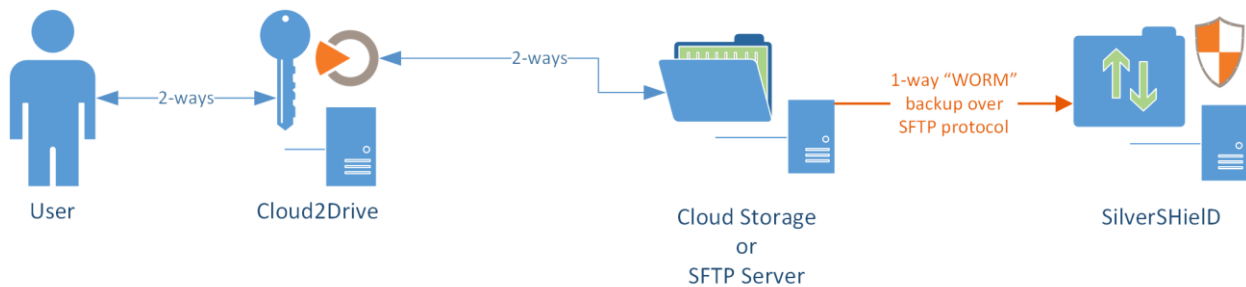 2-ways
2-ways
1-way “WORM”
backup over
SFTP protocol
User
Cloud2Drive
Cloud Storage
or
SFTP Server
SilverSHielD